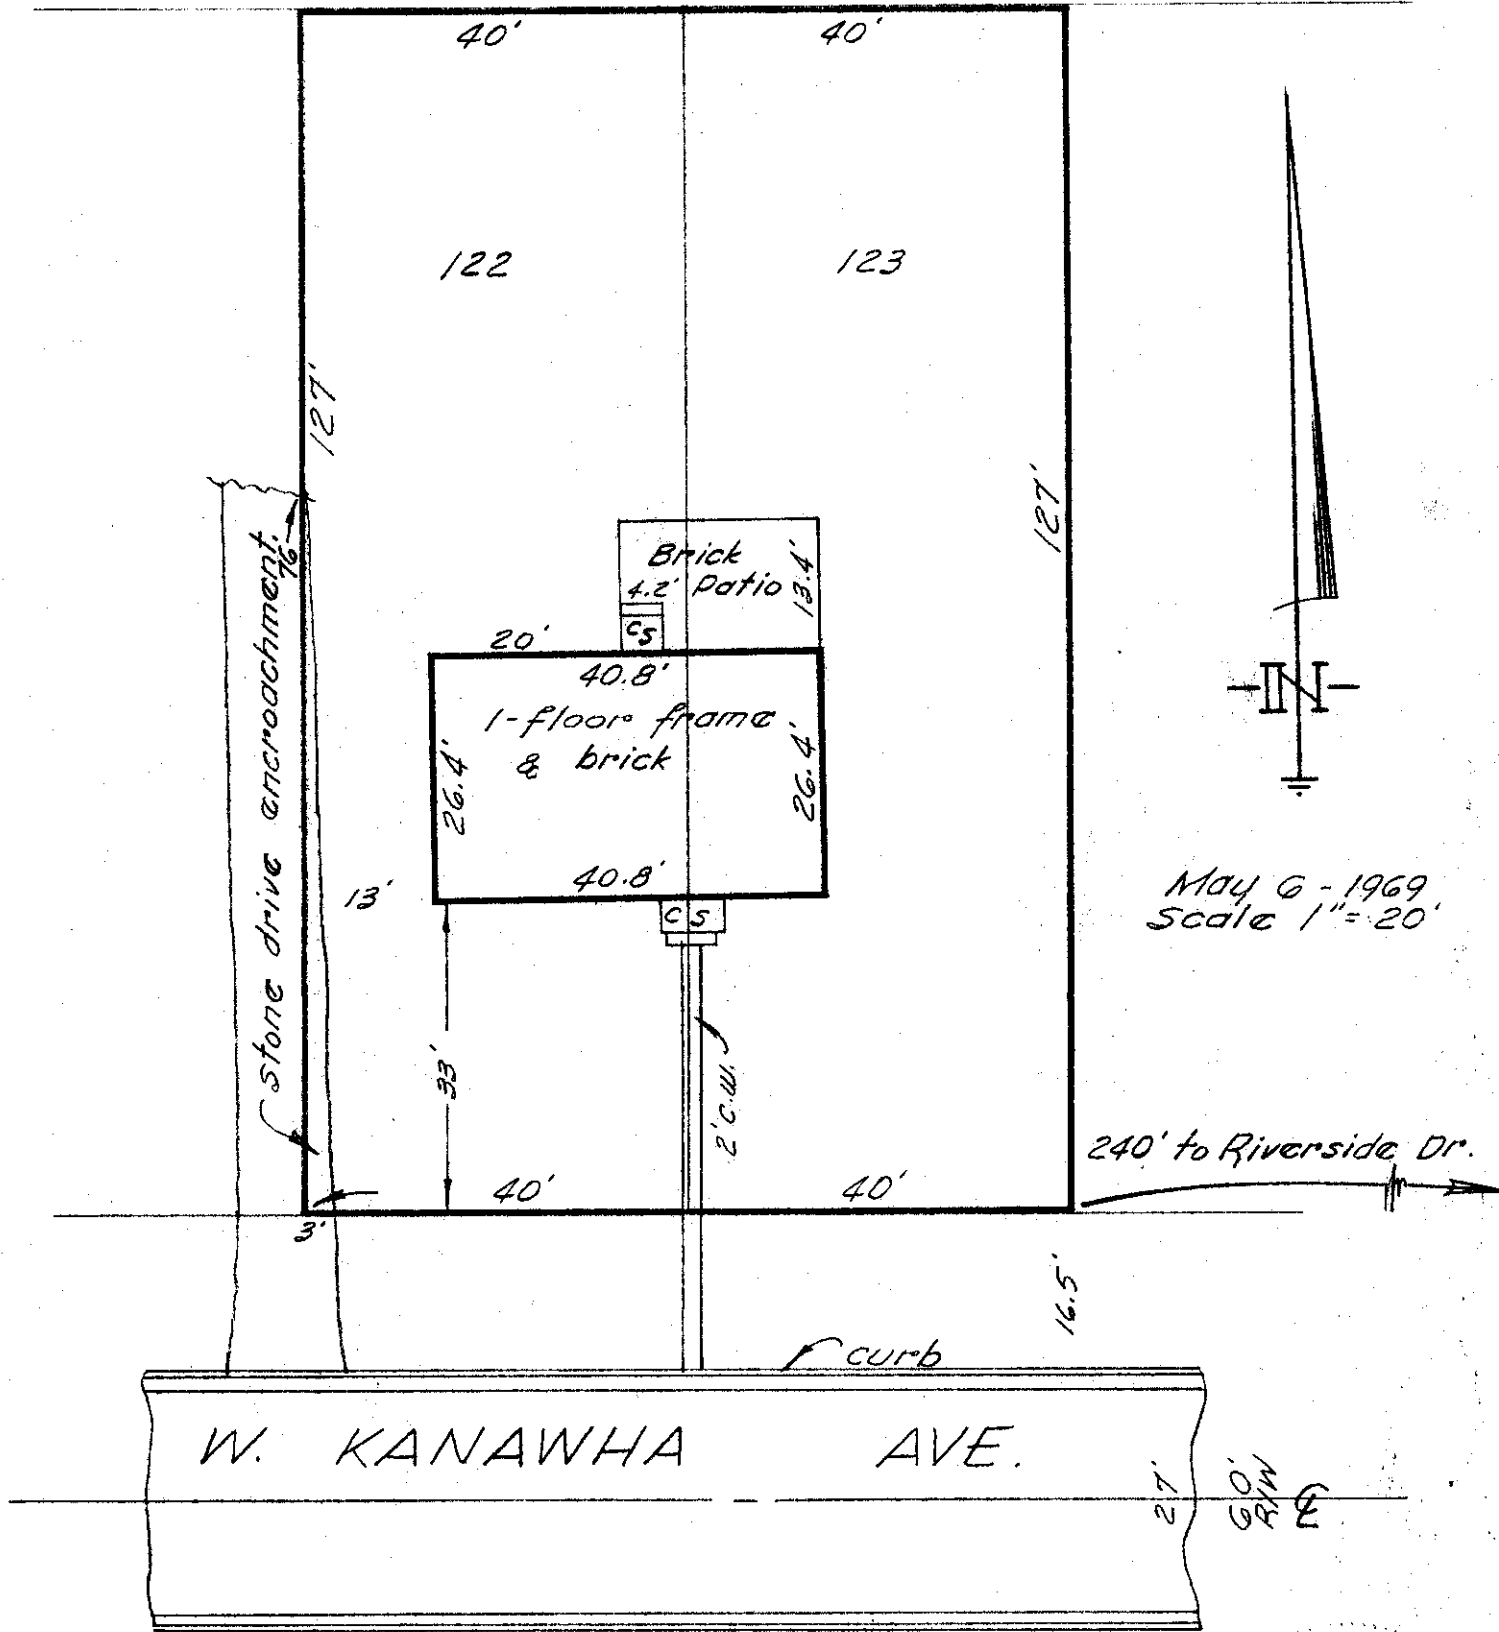 40' 40'
122 123
127'
127'
stone drive encroachment.
76'
Brick
4.2' Patio
13.4'
CS
20'
40.8'
1-floor frame
& brick
26.4'
26.4'
40.8'
13'
CS
N
May 6 - 1969
Scale 1" = 20'
33'
2' C.W.
240' to Riverside Dr.
40' 40'
3'
16.5'
curb
W. KANAWHA AVE.
27'
60'
R/W